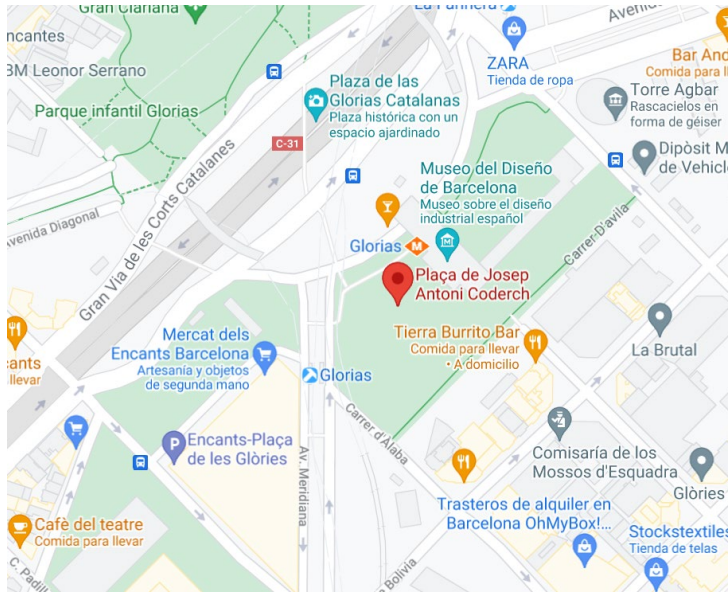 Gran Clariana
La Farinera
Avenida
ncantes
BM Leonor Serrano
ZARA
Tienda de ropa
Bar Ano
Comida para ll
Plaza de las
Glorias Catalanas
Plaza histórica con un
espacio ajardinado
Torre Agbar
Rascacielos en
forma de géiser
Parque infantil Glorias
C-31
Dipòsit M
de Vehicle
Museo del Diseño
de Barcelona
Museo sobre el diseño
industrial español
Avenida Diagonal
Gran Via de les Corts Catalanes
Carrer D'avila
Glorias
M
Plaça de Josep
Antoni Coderch
Mercat dels
Encants Barcelona
Artesanía y objetos
de segunda mano
Tierra Burrito Bar
Comida para llevar
• A domicilio
La Brutal
cants
llevar
Glorias
Carrer d'Àlaba
P
Encants-Plaça
de les Glòries
Av. Meridiana
Comisaría de los
Mossos d'Esquadra
Glòries
Trasteros de alquiler en
Barcelona OhMyBox!...
Cafè del teatre
Comida para llevar
Stockstextiles
Tienda de telas
C. Padill
a Bolivia